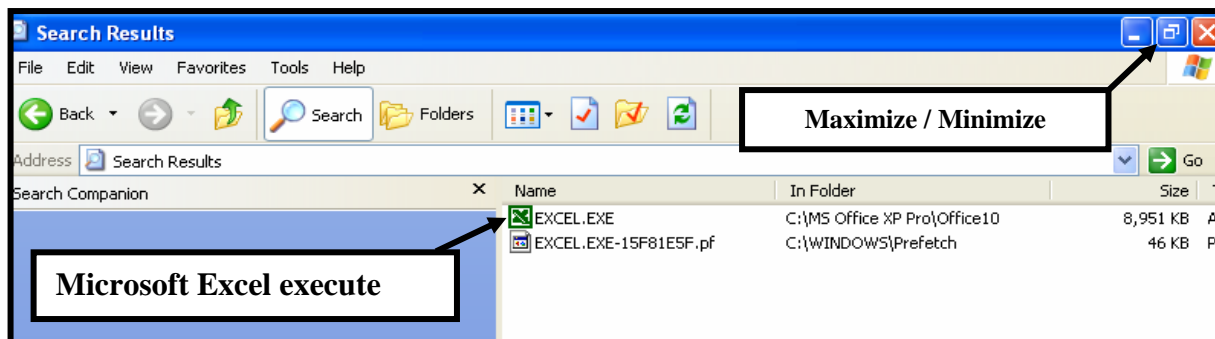 Search Results
File Edit View Favorites Tools Help
Back Search Folders
Maximize / Minimize
Address Search Results Go
Search Companion × Name In Folder Size
EXCEL.EXE C:\MS Office XP Pro\Office10 8,951 KB A
EXCEL.EXE-15F81E5F.pf C:\WINDOWS\Prefetch 46 KB P
Microsoft Excel execute